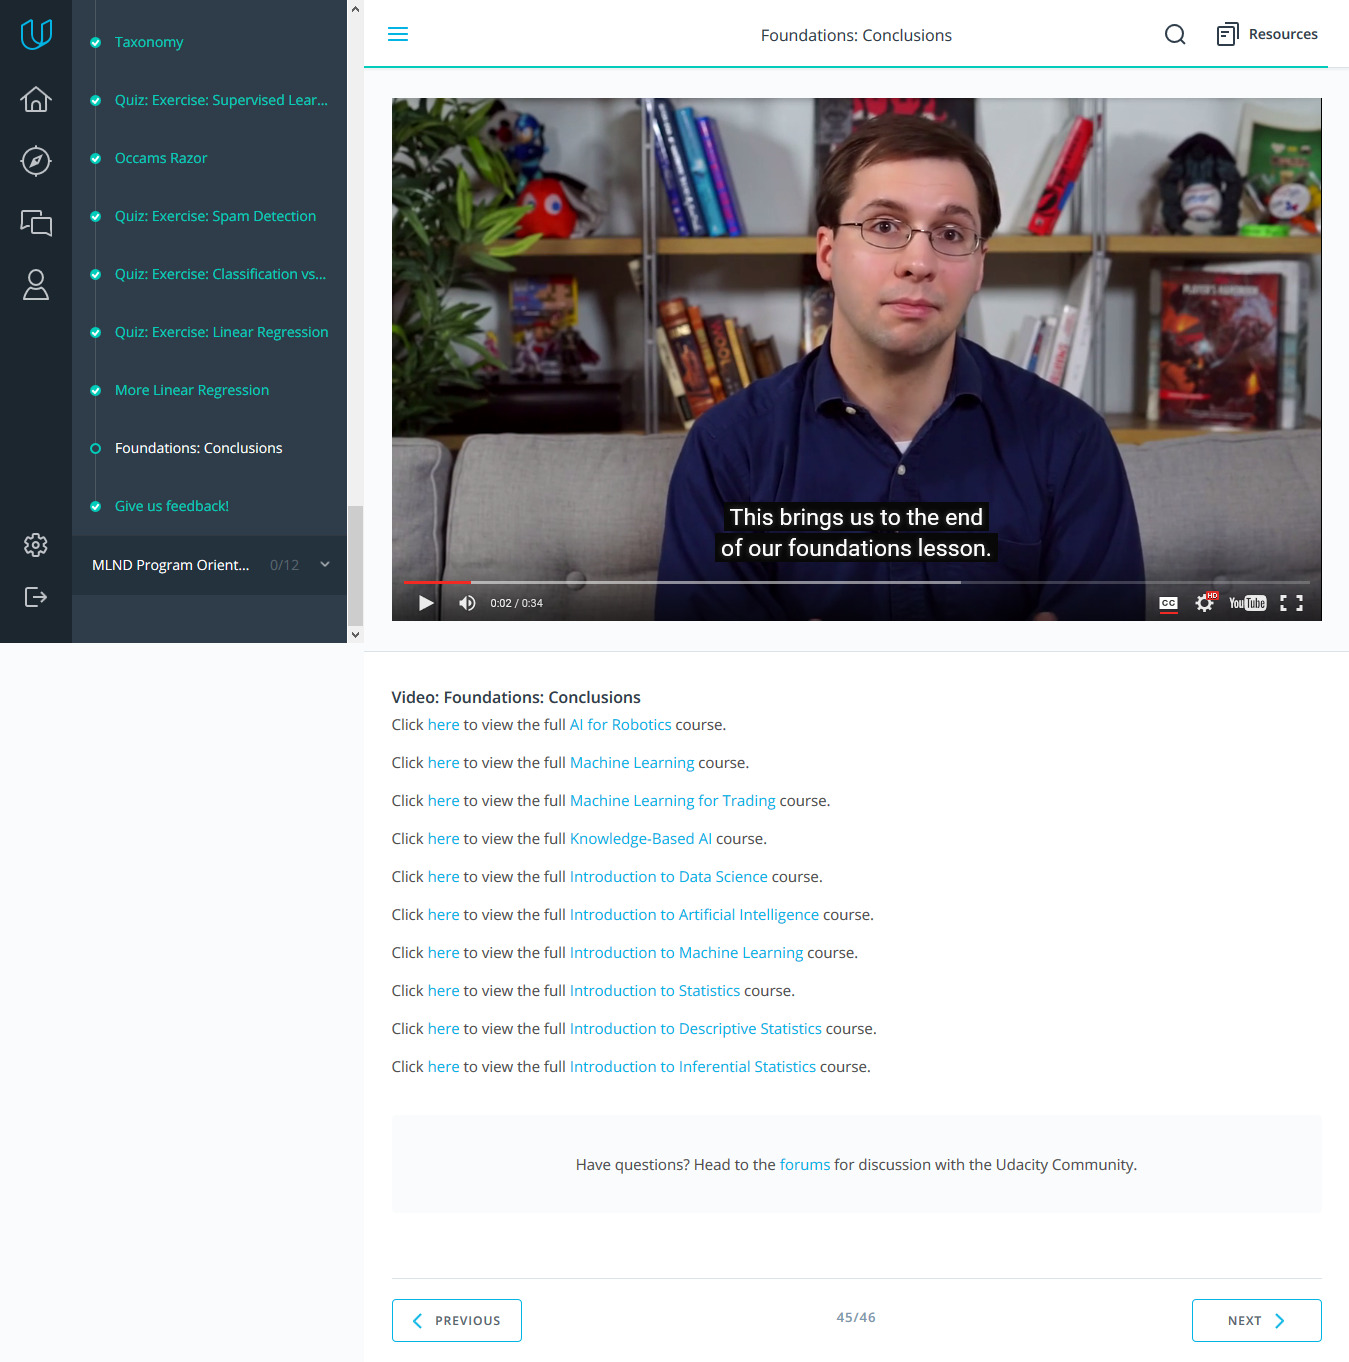 Taxonomy
Quiz: Exercise: Supervised Lear...
Occams Razor
Quiz: Exercise: Spam Detection
Quiz: Exercise: Classification vs...
Quiz: Exercise: Linear Regression
More Linear Regression
Foundations: Conclusions
Give us feedback!
MLND Program Orient... 0/12
Foundations: Conclusions
Resources
PLAYER'S HANDBOOK
This brings us to the end
of our foundations lesson.
0:02 / 0:34
CC
HD
YouTube
Video: Foundations: Conclusions
Click here to view the full AI for Robotics course.
Click here to view the full Machine Learning course.
Click here to view the full Machine Learning for Trading course.
Click here to view the full Knowledge-Based AI course.
Click here to view the full Introduction to Data Science course.
Click here to view the full Introduction to Artificial Intelligence course.
Click here to view the full Introduction to Machine Learning course.
Click here to view the full Introduction to Statistics course.
Click here to view the full Introduction to Descriptive Statistics course.
Click here to view the full Introduction to Inferential Statistics course.
Have questions? Head to the forums for discussion with the Udacity Community.
PREVIOUS
45/46
NEXT